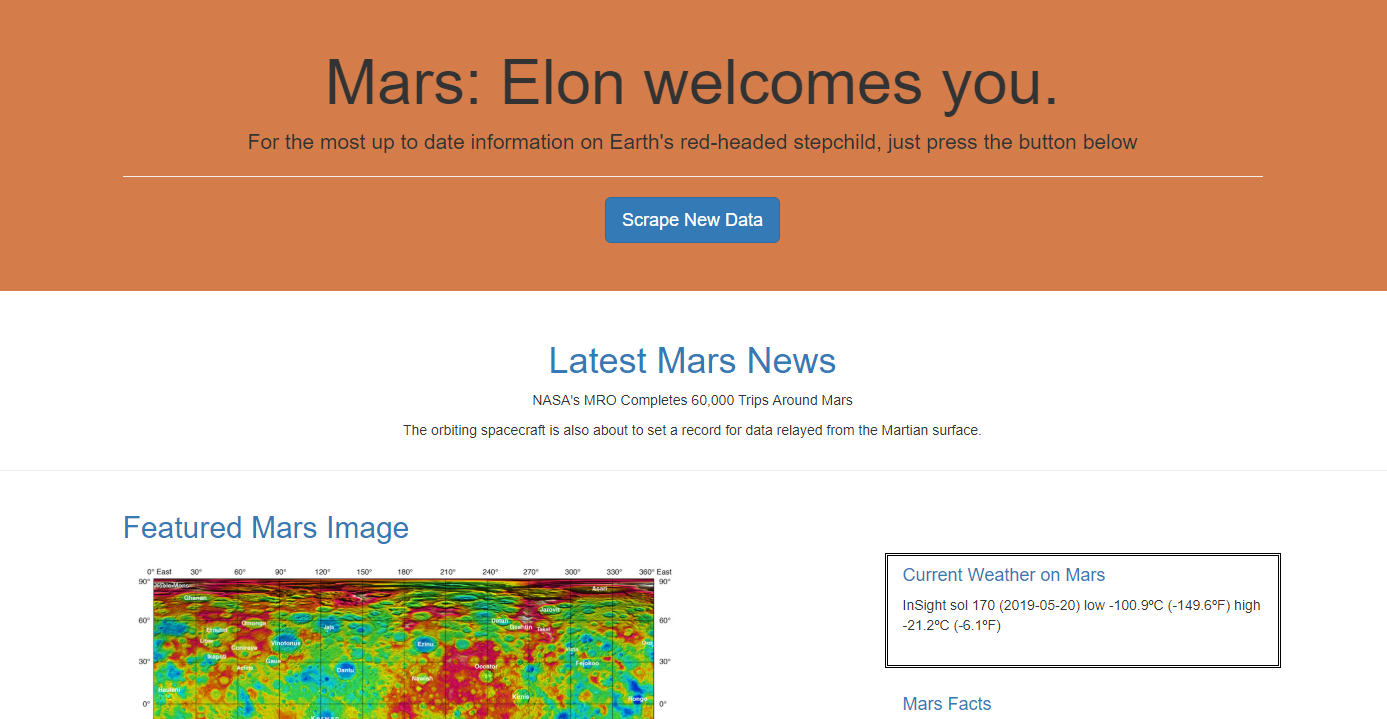 Mars: Elon welcomes you.
For the most up to date information on Earth's red-headed stepchild, just press the button below
Scrape New Data
Latest Mars News
NASA's MRO Completes 60,000 Trips Around Mars
The orbiting spacecraft is also about to set a record for data relayed from the Martian surface.
Featured Mars Image
0° East 30° 60° 90° 120° 150° 180° 210° 240° 270° 300° 330° 360° East
90° 90°
Asari
Ghanan
Jarovit
60° Omonga 60°
Datan
Ernutet Jaja
Vinotonus Ezinu
Gaue
30° Fejokoo 30°
Dantu Occator
Nawish
Haulani
Kerwan
0° 0°
Current Weather on Mars
InSight sol 170 (2019-05-20) low -100.9ºC (-149.6ºF) high
-21.2ºC (-6.1ºF)
Mars Facts